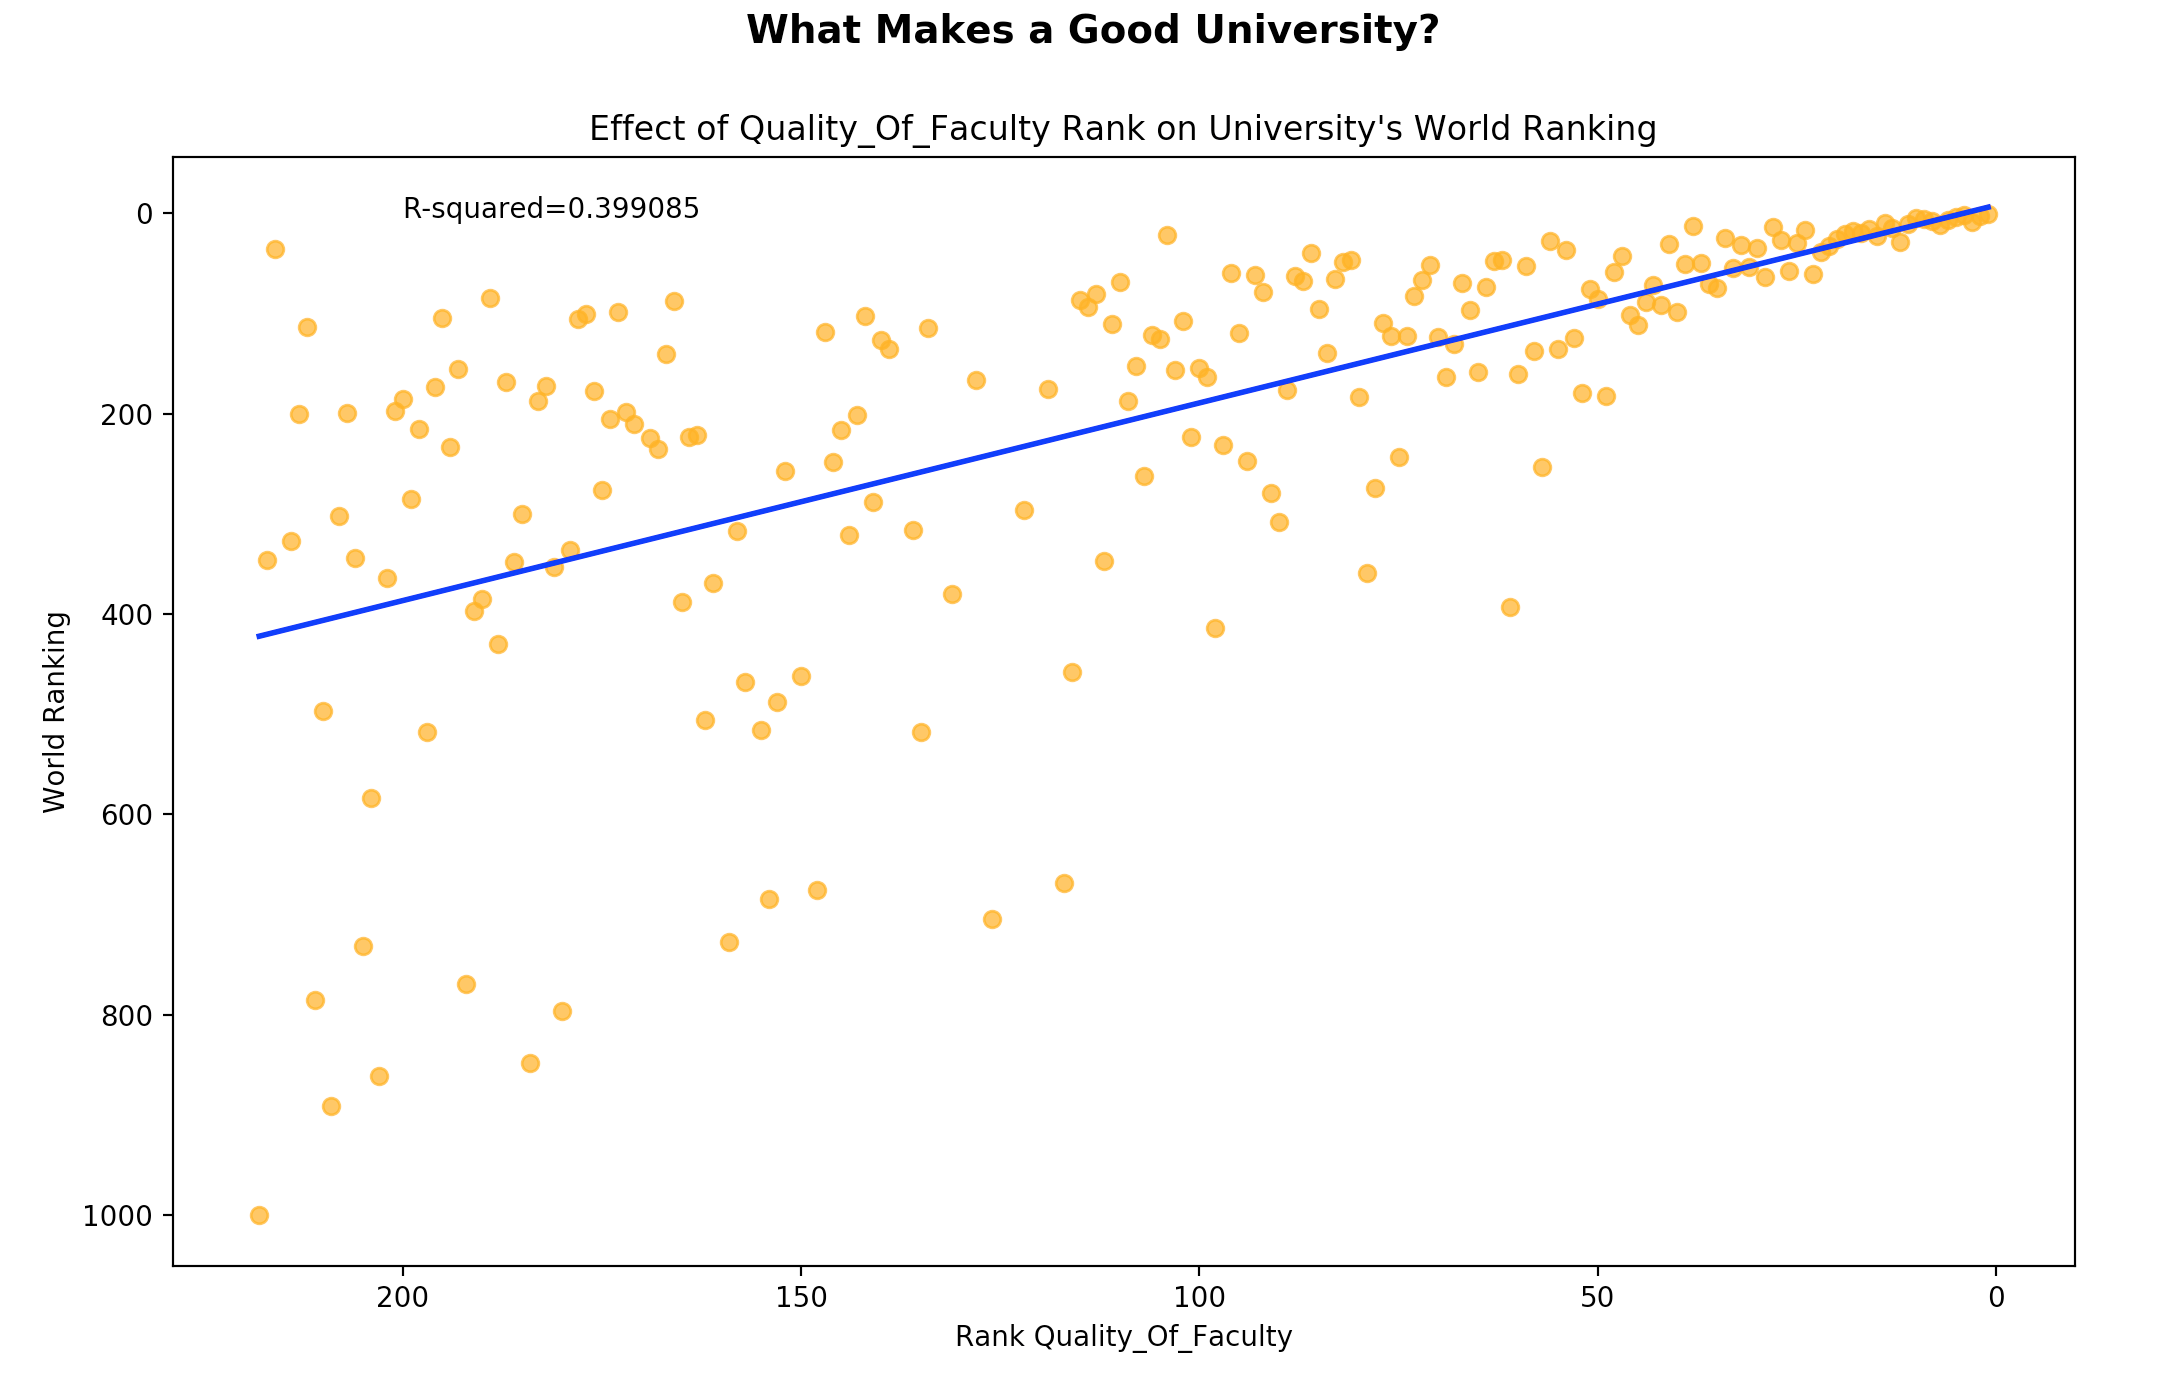 What Makes a Good University?
Effect of Quality_Of_Faculty Rank on University's World Ranking
R-squared=0.399085
World Ranking
0
200
400
600
800
1000
200
150
100
50
0
Rank Quality_Of_Faculty